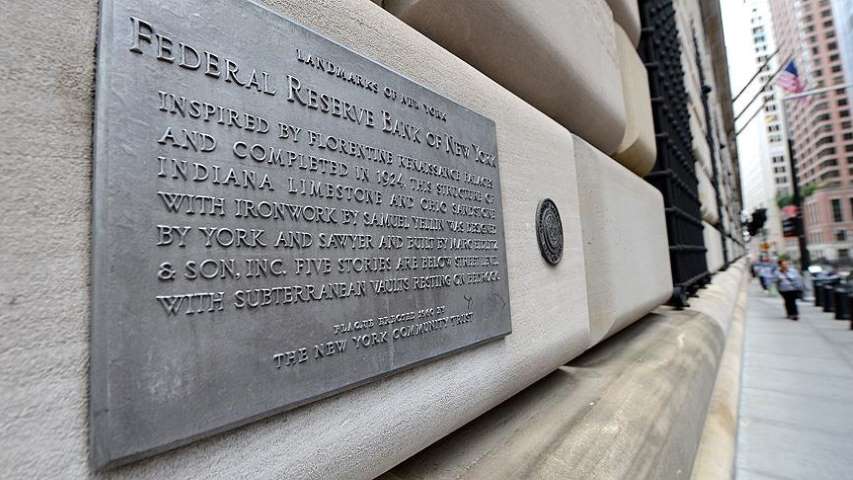 LANDMARKS OF NEW YORK
FEDERAL RESERVE BANK OF NEW YORK
INSPIRED BY FLORENTINE RENAISSANCE PALACES
AND COMPLETED IN 1924, THIS STRUCTURE OF
INDIANA LIMESTONE AND OHIO SANDSTONE
WITH IRONWORK BY SAMUEL YELLIN WAS DESIGNED
BY YORK AND SAWYER AND BUILT BY MARC EIDLITZ
& SON, INC. FIVE STORIES ARE BELOW STREET LEVEL
WITH SUBTERRANEAN VAULTS RESTING ON BEDROCK.
PLAQUE ERECTED 1960 BY
THE NEW YORK COMMUNITY TRUST